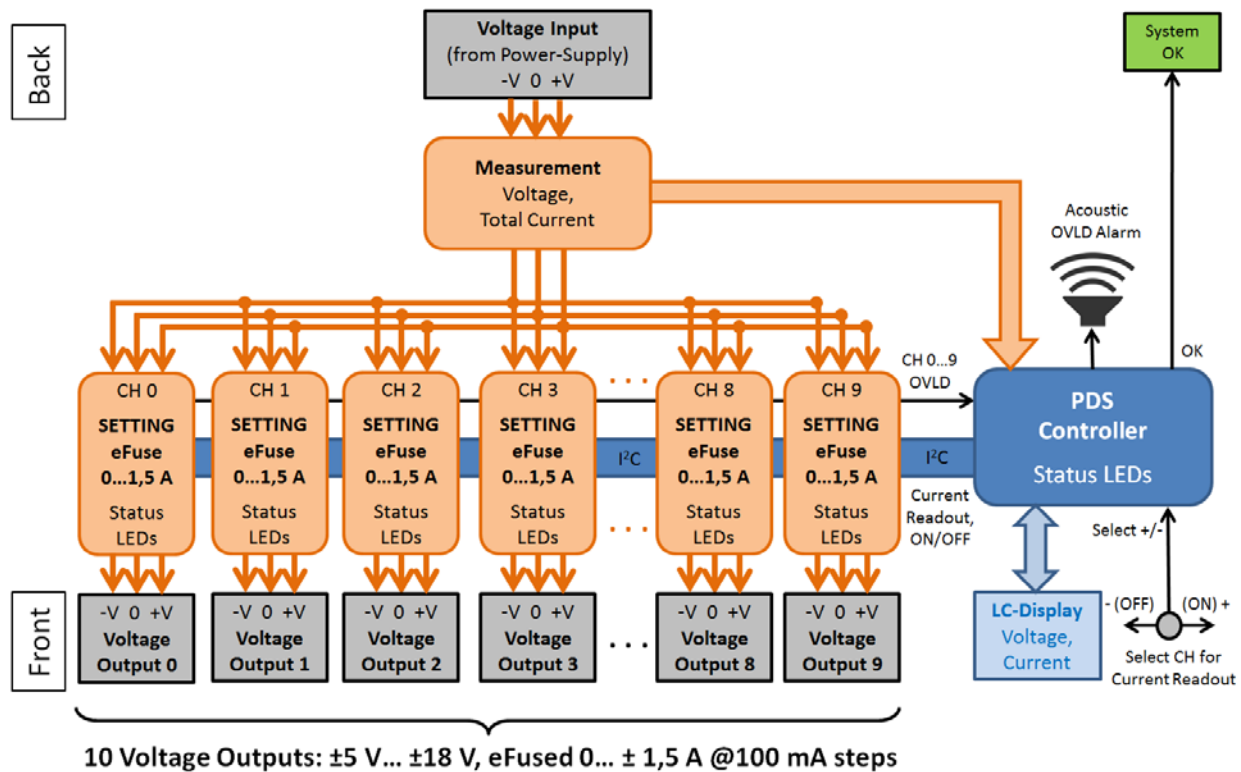 Back
Voltage Input
(from Power-Supply)
-V 0 +V
System
OK
Measurement
Voltage,
Total Current
Acoustic
OVLD Alarm
OK
CH 0...9
OVLD
CH 0
SETTING
eFuse
0...1,5 A
Status
LEDs
CH 1
SETTING
eFuse
0...1,5 A
Status
LEDs
CH 2
SETTING
eFuse
0...1,5 A
Status
LEDs
CH 3
SETTING
eFuse
0...1,5 A
Status
LEDs
. . .
I²C
. . .
CH 8
SETTING
eFuse
0...1,5 A
Status
LEDs
CH 9
SETTING
eFuse
0...1,5 A
Status
LEDs
I²C
Current
Readout,
ON/OFF
PDS
Controller
Status LEDs
Select +/-
Front
-V 0 +V
Voltage
Output 0
-V 0 +V
Voltage
Output 1
-V 0 +V
Voltage
Output 2
-V 0 +V
Voltage
Output 3
. . .
-V 0 +V
Voltage
Output 8
-V 0 +V
Voltage
Output 9
LC-Display
Voltage,
Current
- (OFF)
(ON) +
Select CH for
Current Readout
10 Voltage Outputs: ±5 V... ±18 V, eFused 0... ± 1,5 A @100 mA steps